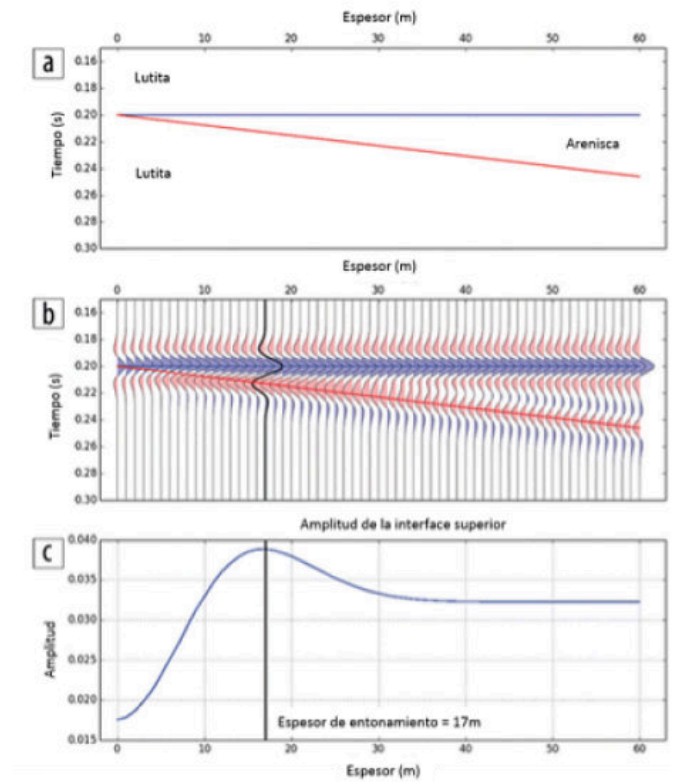 Espesor (m)
0 10 20 30 40 50 60
a
0.16
Lutita
0.18
0.20
Tiempo (s)
0.22
Arenisca
0.24
Lutita
0.26
0.28
0.30
Espesor (m)
0 10 20 30 40 50 60
b
0.16
0.18
0.20
Tiempo (s)
0.22
0.24
0.26
0.28
0.30
Amplitud de la interface superior
c
0.040
0.035
0.030
Amplitud
0.025
0.020
Espesor de entonamiento = 17m
0.015
0 10 20 30 40 50 60
Espesor (m)